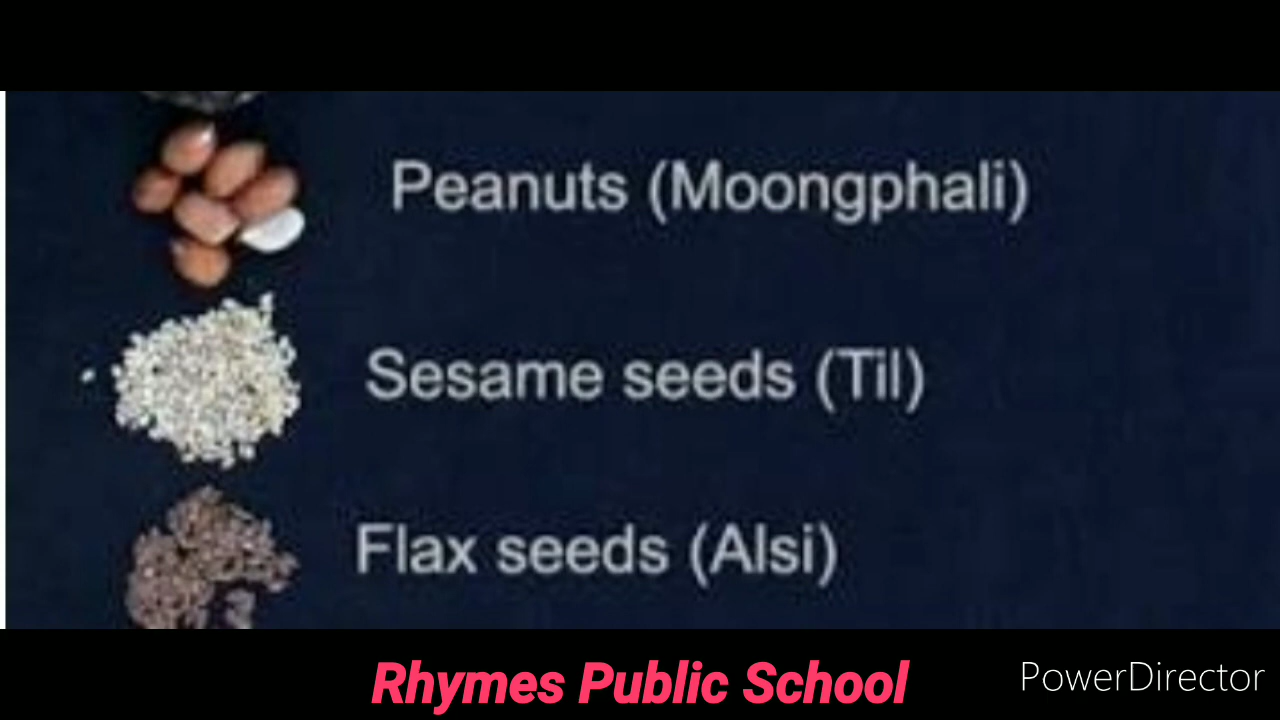 Peanuts (Moongphali)
Sesame seeds (Til)
Flax seeds (Alsi)
Rhymes Public School
PowerDirector